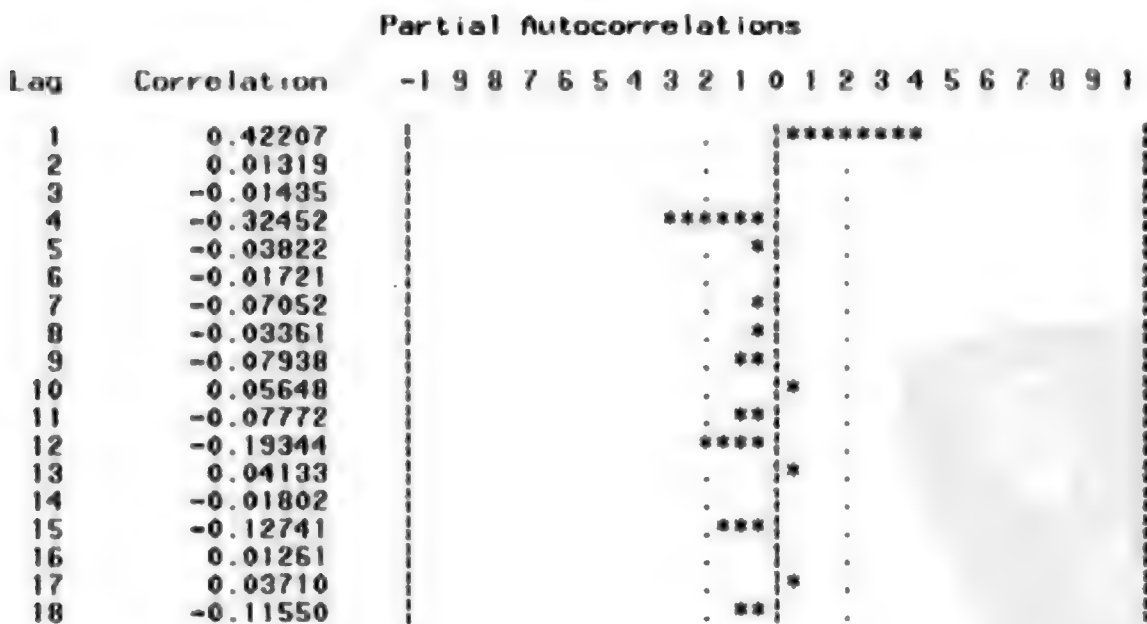 Partial Autocorrelations
Lag Correlation -1 9 8 7 6 5 4 3 2 1 0 1 2 3 4 5 6 7 8 9 1
1 0.42207 | . |******** |
2 0.01319 | . | . |
3 -0.01435 | . | . |
4 -0.32452 | ******| . |
5 -0.03822 | . *| . |
6 -0.01721 | . | . |
7 -0.07052 | . *| . |
8 -0.03361 | . *| . |
9 -0.07938 | . **| . |
10 0.05648 | . |* . |
11 -0.07772 | . **| . |
12 -0.19344 | ****| . |
13 0.04133 | . |* . |
14 -0.01802 | . | . |
15 -0.12741 | . ***| . |
16 0.01261 | . | . |
17 0.03710 | . |* . |
18 -0.11550 | . **| . |